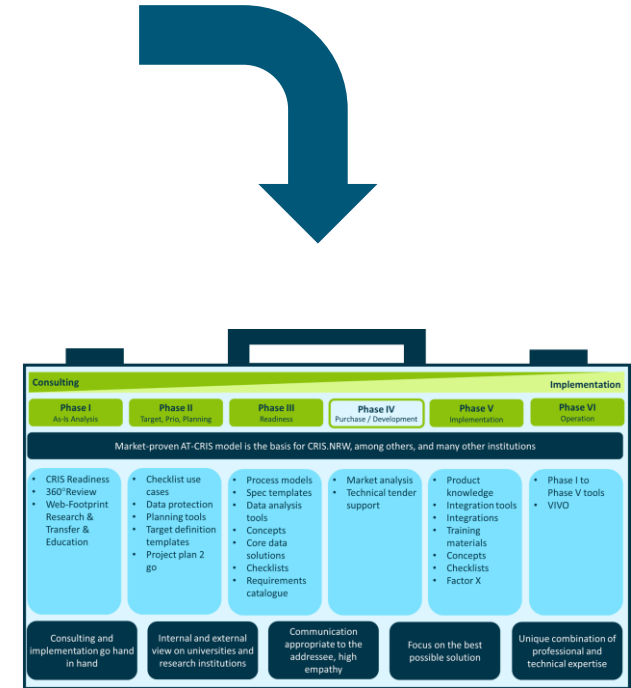 Consulting
Implementation
Phase I
As-Is Analysis
Phase II
Target, Prio, Planning
Phase III
Readiness
Phase IV
Purchase / Development
Phase V
Implementation
Phase VI
Operation
Market-proven AT-CRIS model is the basis for CRIS.NRW, among others, and many other institutions
• CRIS Readiness
• 360°Review
• Web-Footprint
Research &
Transfer &
Education
• Checklist use
cases
• Data protection
• Planning tools
• Target definition
templates
• Project plan 2
go
• Process models
• Spec templates
• Data analysis
tools
• Concepts
• Core data
solutions
• Checklists
• Requirements
catalogue
• Market analysis
• Technical tender
support
• Product
knowledge
• Integration tools
• Integrations
• Training
materials
• Concepts
• Checklists
• Factor X
• Phase I to
Phase V tools
• VIVO
Consulting and
implementation go hand
in hand
Internal and external
view on universities and
research institutions
Communication
appropriate to the
addressee, high
empathy
Focus on the best
possible solution
Unique combination of
professional and
technical expertise